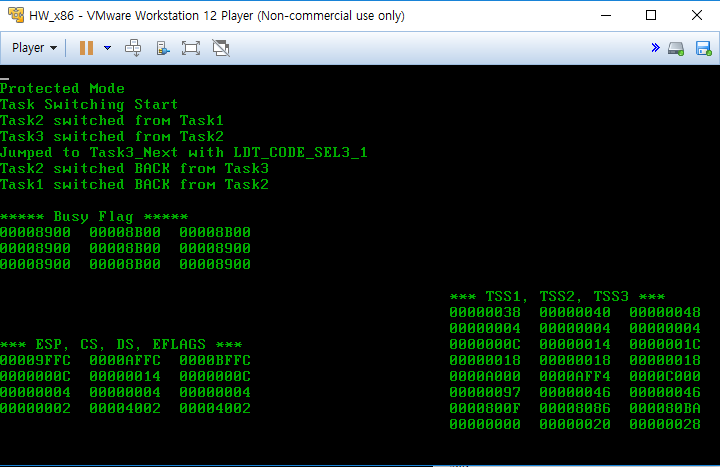 HW_x86 - VMware Workstation 12 Player (Non-commercial use only)
Player
Protected Mode
Task Switching Start
Task2 switched from Task1
Task3 switched from Task2
Jumped to Task3_Next with LDT_CODE_SEL3_1
Task2 switched BACK from Task3
Task1 switched BACK from Task2
***** Busy Flag *****
00008900 00008B00 00008B00
00008900 00008B00 00008900
00008900 00008B00 00008900
*** TSS1, TSS2, TSS3 ***
00000038 00000040 00000048
00000004 00000004 00000004
0000000C 00000014 0000001C
00000018 00000018 00000018
0000A000 0000AFF4 0000C000
00000097 00000046 00000046
0000800F 00008086 000080BA
00000000 00000020 00000028
*** ESP, CS, DS, EFLAGS ***
00009FFC 0000AFFC 0000BFFC
0000000C 00000014 0000000C
00000004 00000004 00000004
00000002 00004002 00004002